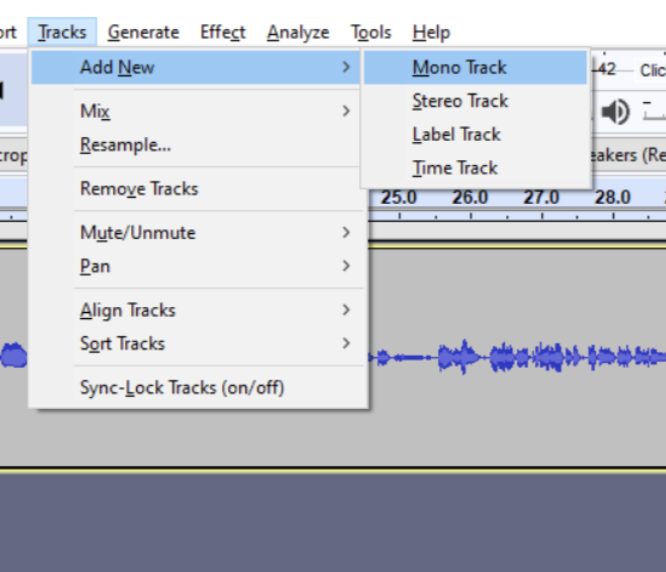 ort Tracks Generate Effect Analyze Tools Help
Add New
Mono Track
Stereo Track
Label Track
Time Track
Mix
Resample...
Remove Tracks
Mute/Unmute
Pan
Align Tracks
Sort Tracks
Sync-Lock Tracks (on/off)
-42 Clic
crop
eakers (Re
25.0 26.0 27.0 28.0